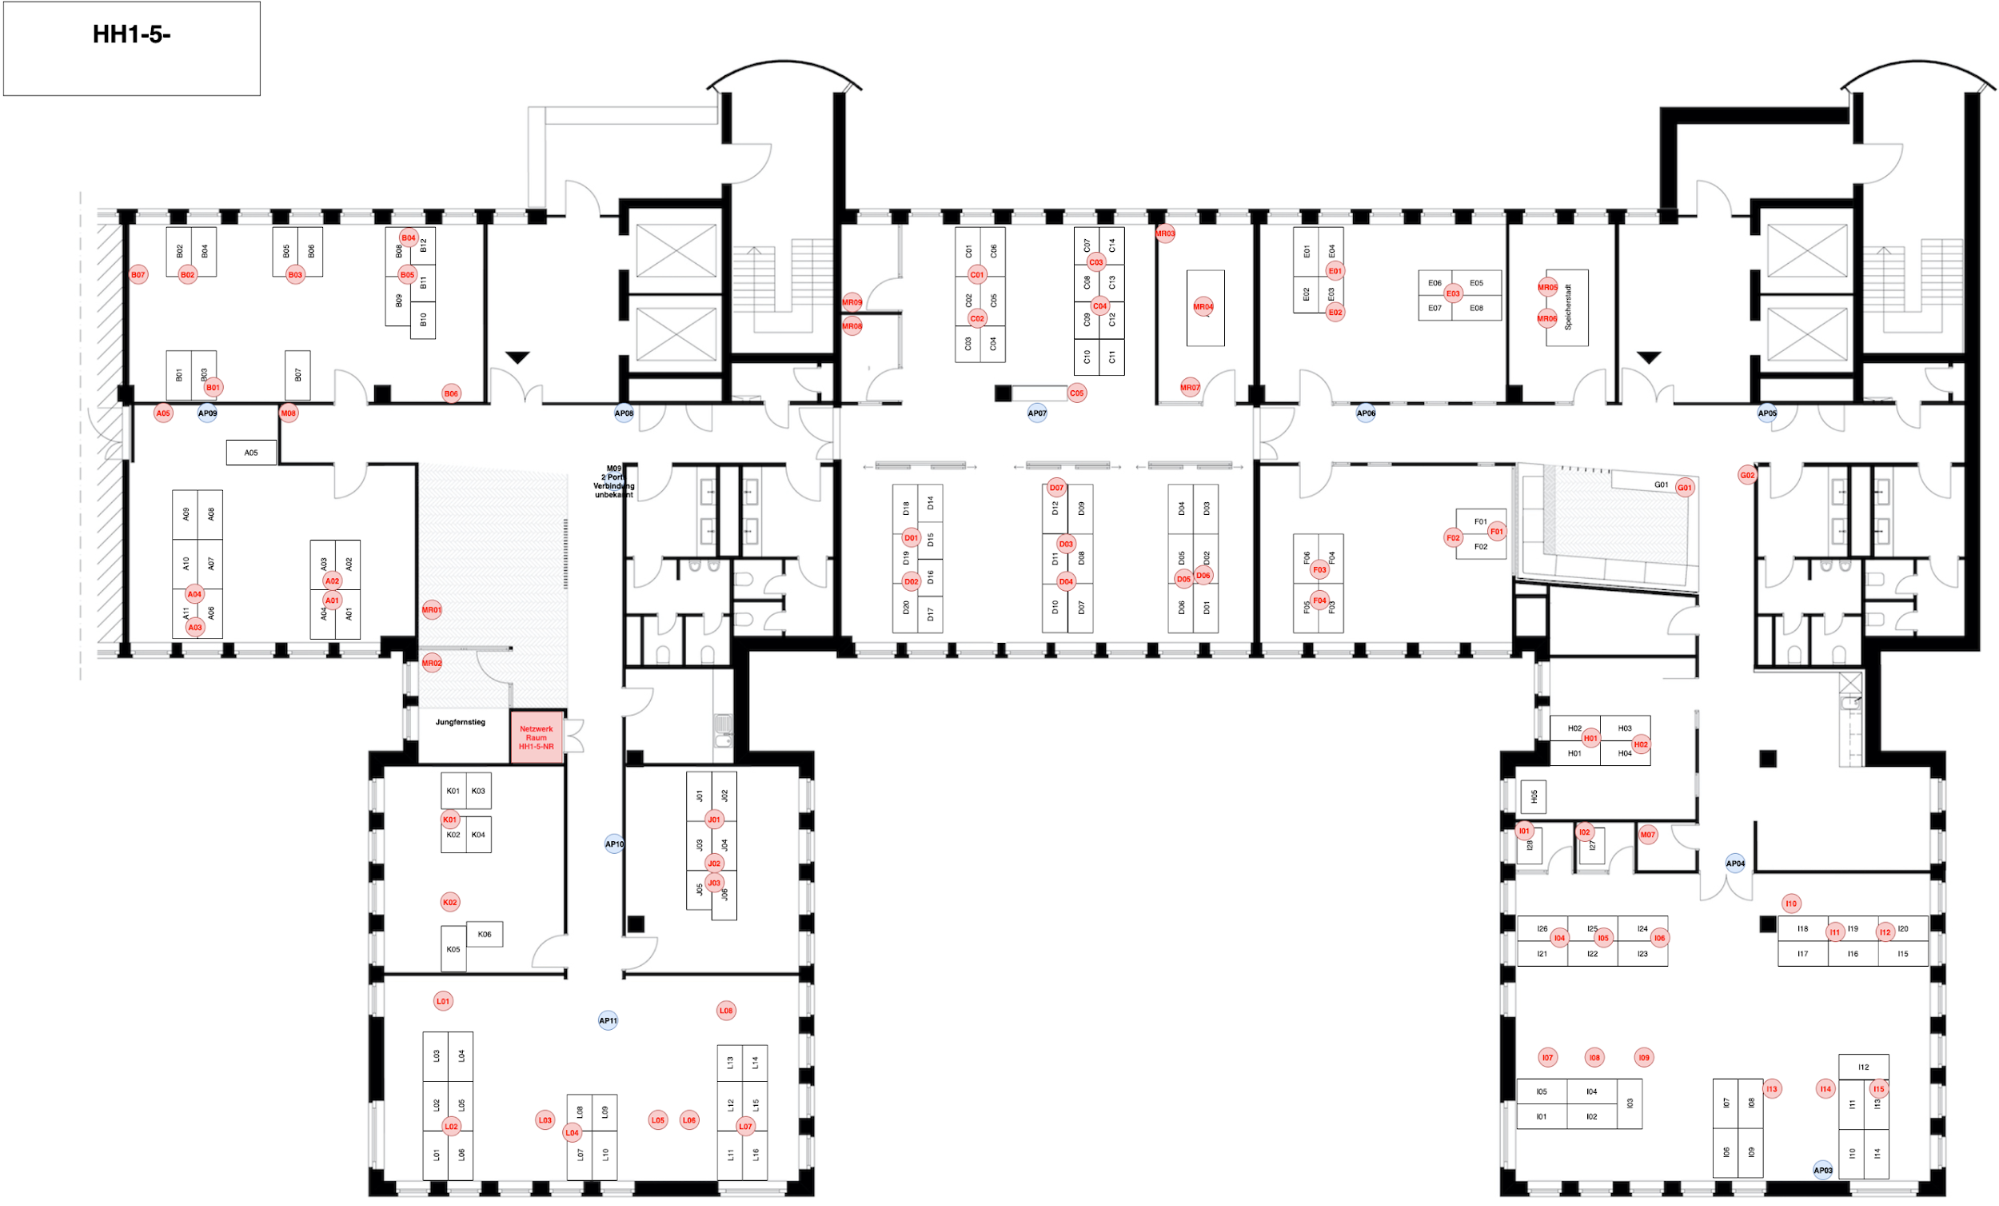 HH1-5-
B02
B04
B05
B06
B08
B04
B12
B07
B02
B03
B05
B11
B09
B10
B01
B03
B01
B07
B06
A05
AP09
M08
AP08
A05
M09
2 Ports
Verbindung
unbekannt
A09
A08
A10
A07
A04
A11
A06
A03
A03
A02
A02
A01
A04
A01
MR01
MR02
Jungfernstieg
Netzwerk
Raum
HH1-5-NR
MR09
MR08
C01
C06
C01
C02
C05
C02
C03
C04
C07
C14
C03
C08
C13
C04
C09
C12
C10
C11
C05
AP07
MR03
MR04
MR07
E01
E04
E01
E02
E03
E02
E06
E05
E03
E07
E08
MR05
MR06
Speicherstadt
AP06
AP05
D18
D14
D01
D15
D19
D02
D16
D20
D17
D07
D12
D09
D03
D11
D08
D04
D10
D07
D04
D03
D05
D02
D05
D06
D06
D01
F01
F01
F02
F02
F06
F04
F03
F04
F05
F03
G01
G01
G02
H02
H03
H01
H02
H01
H04
H05
I01
I28
I02
I27
M07
AP04
K01
K03
K01
K02
K04
K02
K06
K05
AP10
J01
J02
J01
J03
J04
J02
J03
J05
J06
I10
I26
I25
I24
I04
I05
I06
I21
I22
I23
I18
I19
I20
I11
I12
I17
I16
I15
L01
AP11
L08
L03
L04
L02
L05
L02
L01
L06
L03
L08
L09
L04
L07
L10
L05
L06
L13
L14
L12
L15
L07
L11
L16
I07
I08
I09
I05
I04
I03
I01
I02
I07
I08
I13
I06
I09
I14
I12
I15
I11
I13
I10
I14
AP03